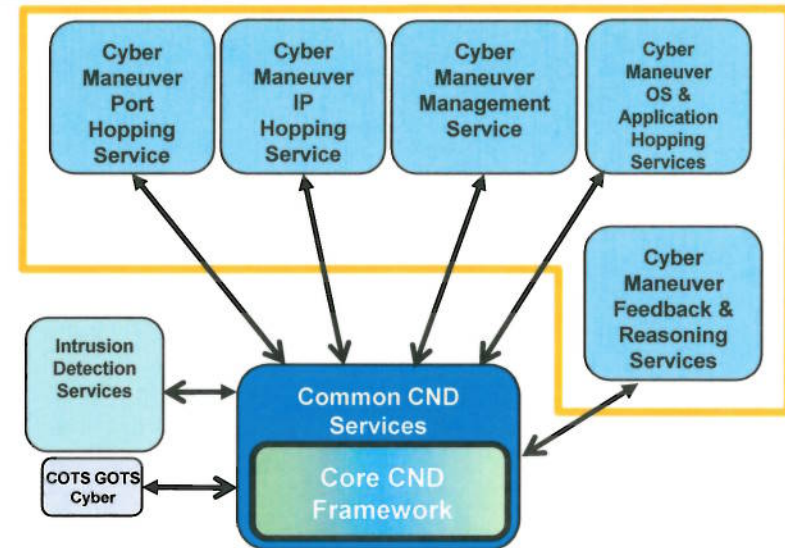 Cyber
Maneuver
Port
Hopping
Service
Cyber
Maneuver
IP
Hopping
Service
Cyber
Maneuver
Management
Service
Cyber
Maneuver
OS &
Application
Hopping
Services
Cyber
Maneuver
Feedback &
Reasoning
Services
Intrusion
Detection
Services
Common CND
Services
COTS GOTS
Cyber
Core CND
Framework